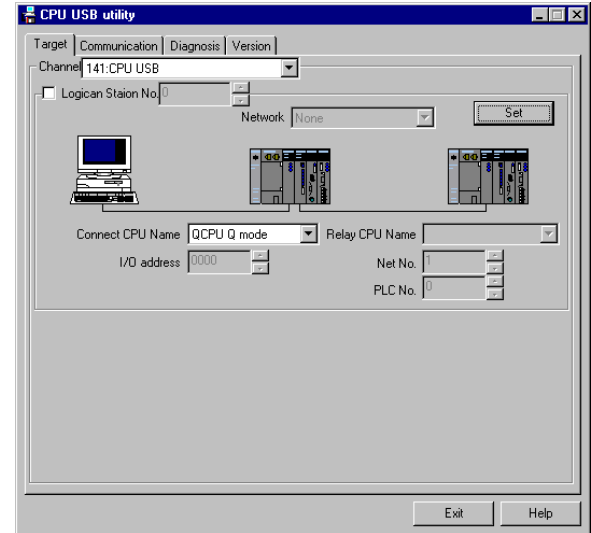 CPU USB utility
Target Communication Diagnosis Version
Channel 141:CPU USB
Logican Staion No. 0
Network None Set
Connect CPU Name QCPU Q mode Relay CPU Name
I/O address 0000 Net No. 1
PLC No. 0
Exit Help